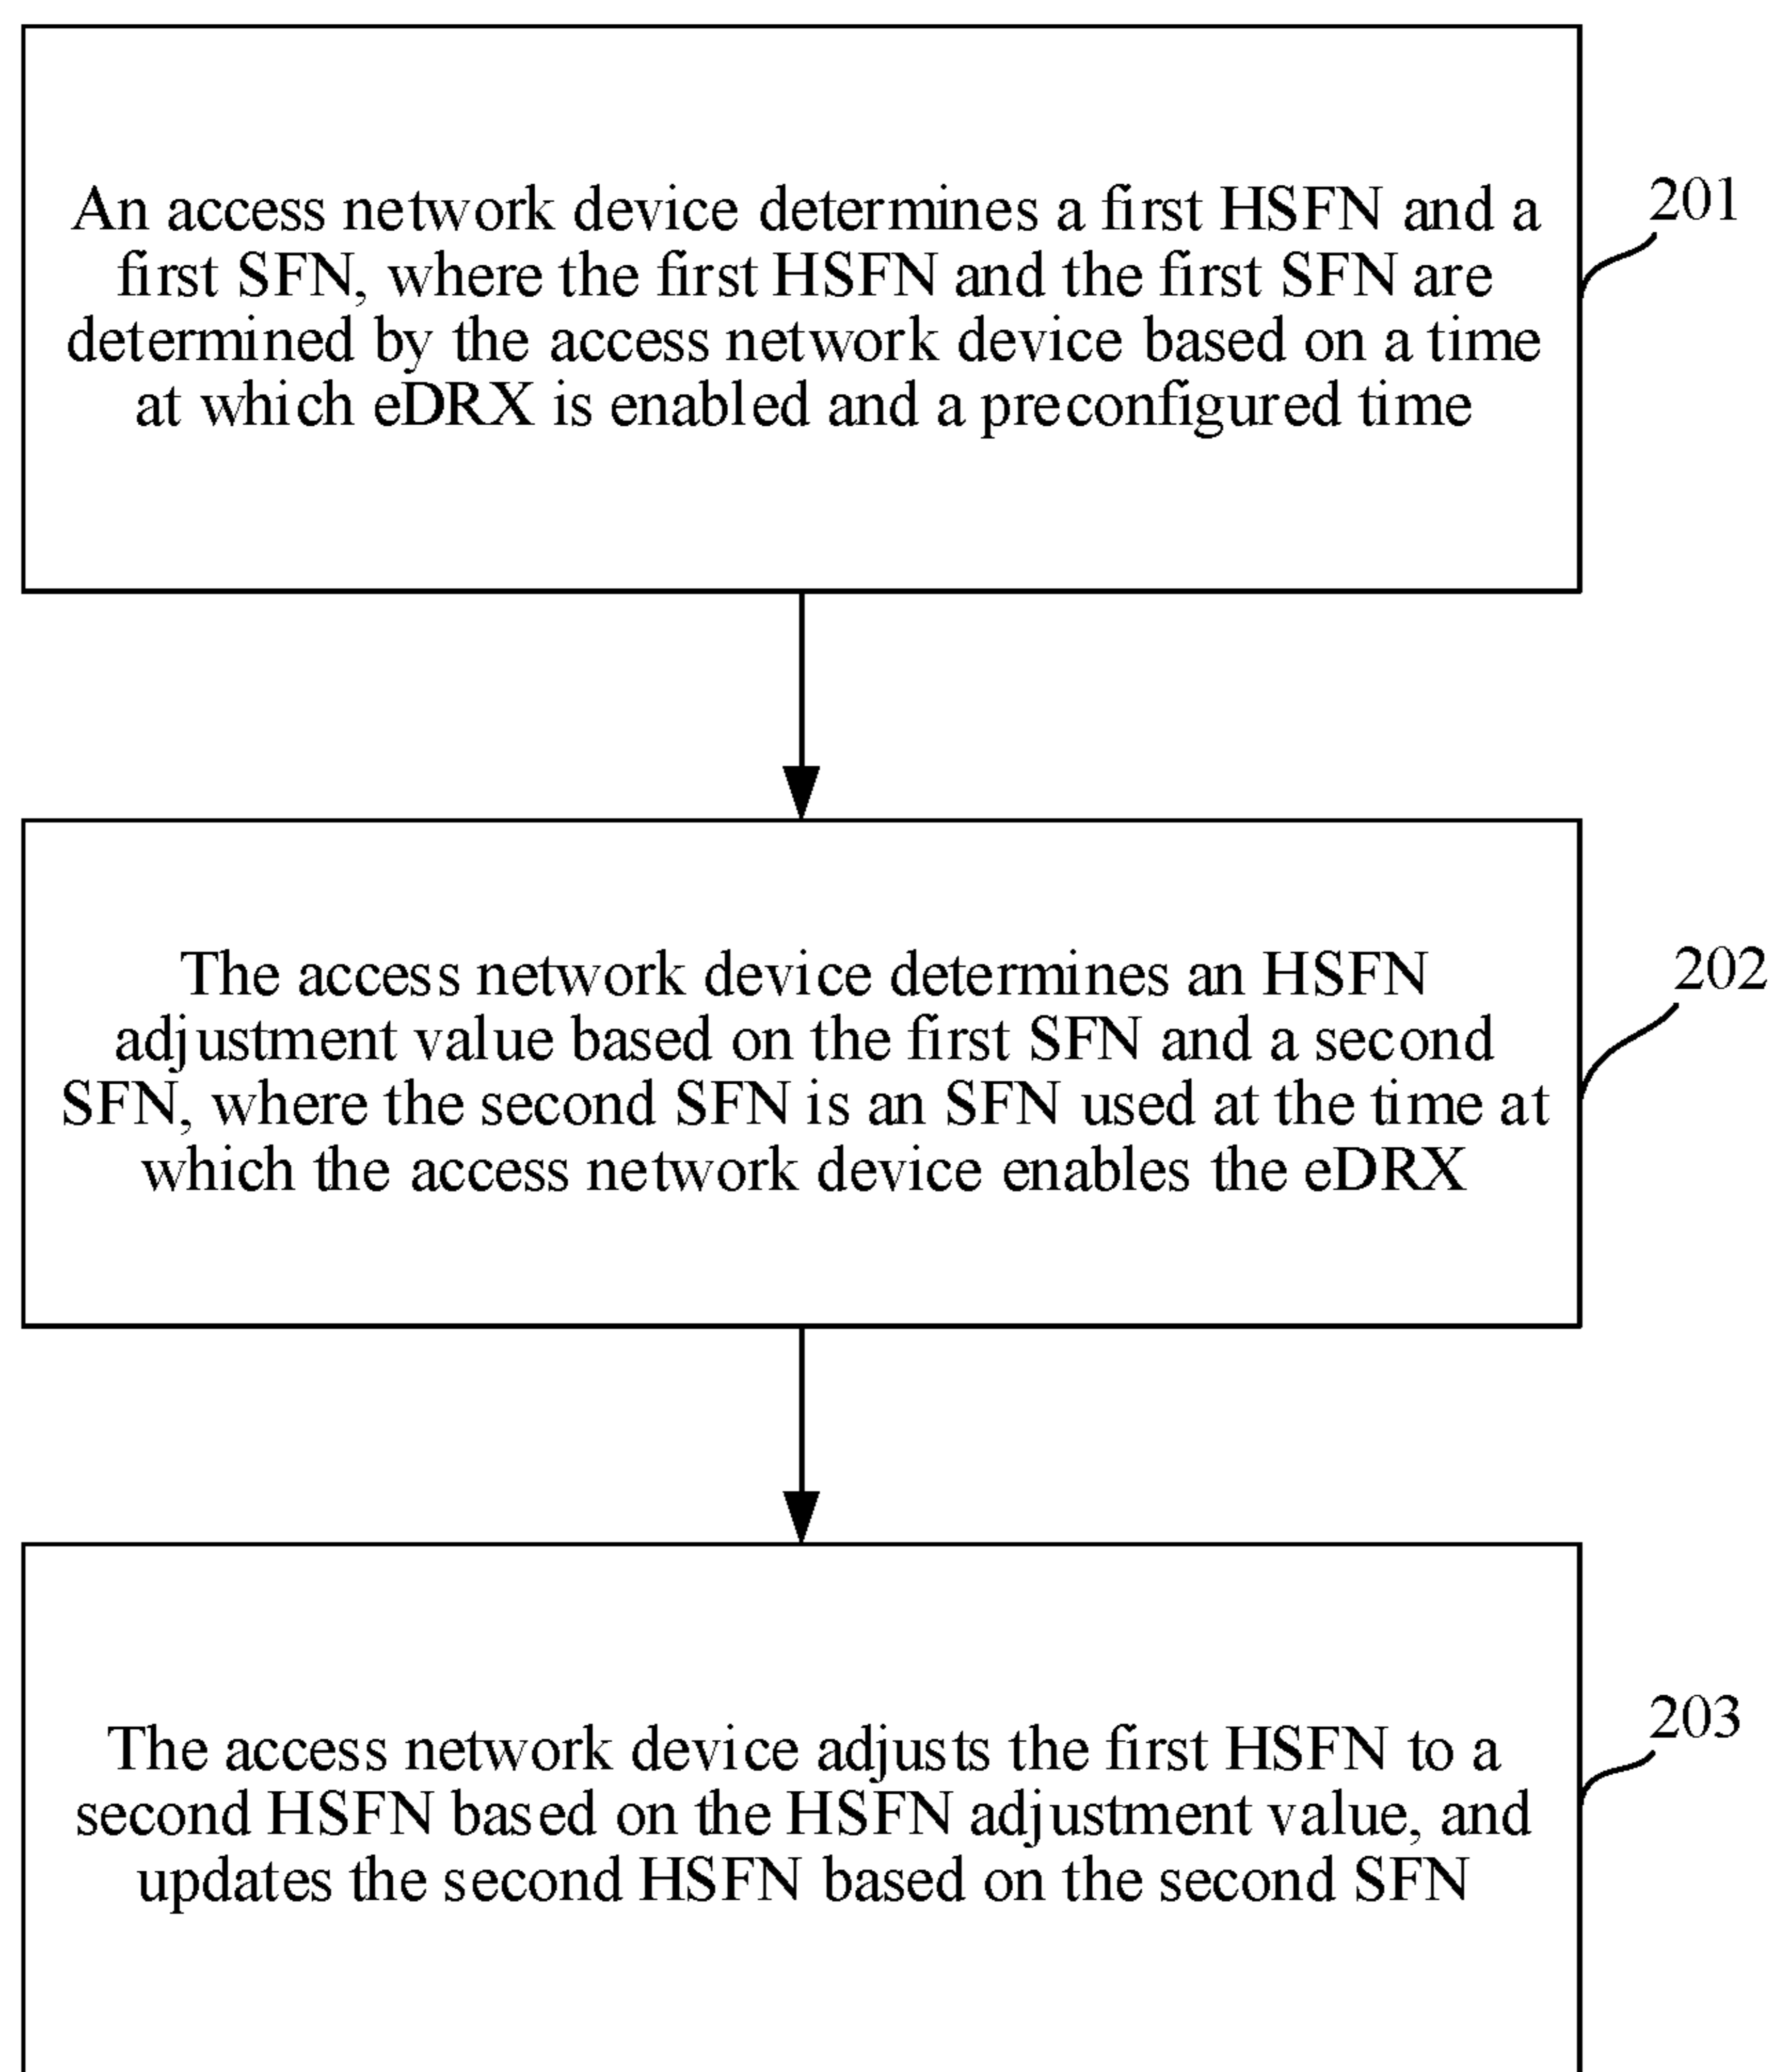 An access network device determines a first HSFN and a
first SFN, where the first HSFN and the first SFN are
determined by the access network device based on a time
at which eDRX is enabled and a preconfigured time
201
The access network device determines an HSFN
adjustment value based on the first SFN and a second
SFN, where the second SFN is an SFN used at the time at
which the access network device enables the eDRX
202
The access network device adjusts the first HSFN to a
second HSFN based on the HSFN adjustment value, and
updates the second HSFN based on the second SFN
203